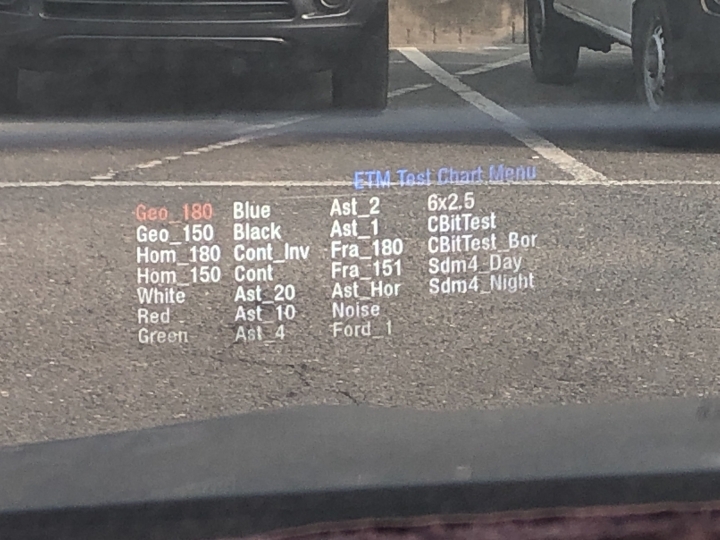 ETM Test Chart Menu
Geo_180 Blue Ast_2 6x2.5
Geo_150 Black Ast_1 CBitTest
Hom_180 Cont_Inv Fra_180 CBitTest_Bor
Hom_150 Cont Fra_151 Sdm4_Day
White Ast_20 Ast_Hor Sdm4_Night
Red Ast_10 Noise
Green Ast_4 Ford_1